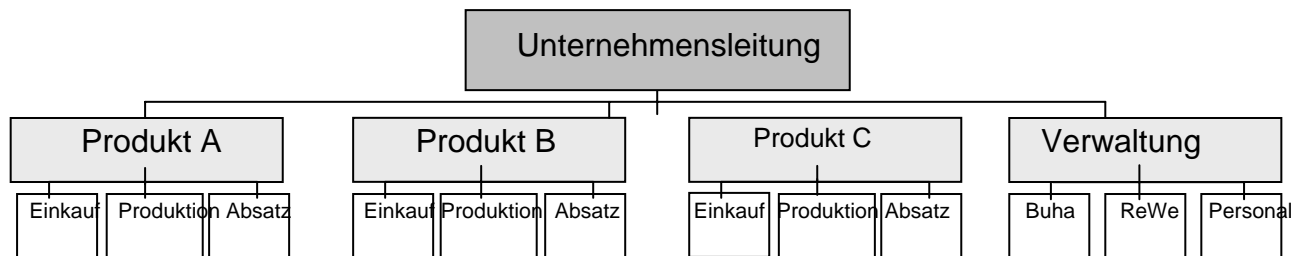 Unternehmensleitung
Produkt A
Produkt B
Produkt C
Verwaltung
Einkauf
Produktion
Absatz
Einkauf
Produktion
Absatz
Einkauf
Produktion
Absatz
Buha
ReWe
Personal